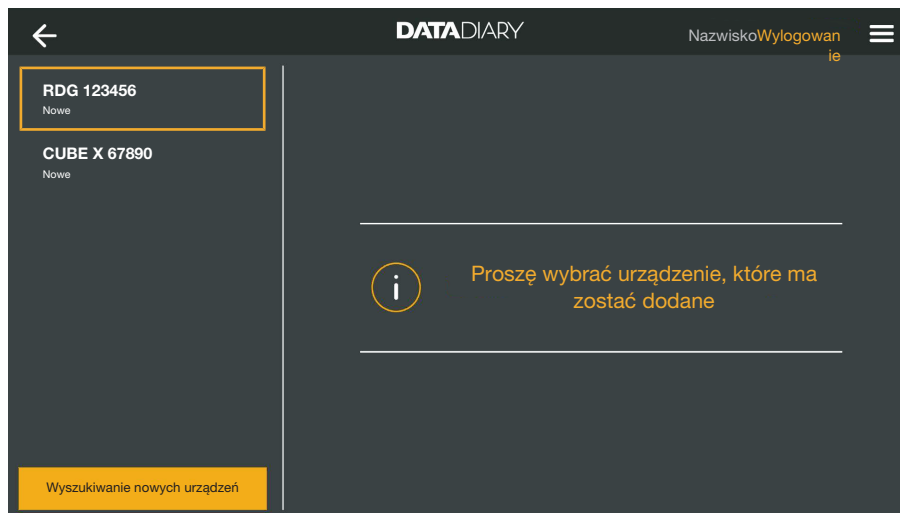 DATADIARY
NazwiskoWylogowan
ie
RDG 123456
Nowe
CUBE X 67890
Nowe
Proszę wybrać urządzenie, które ma
zostać dodane
Wyszukiwanie nowych urządzeń